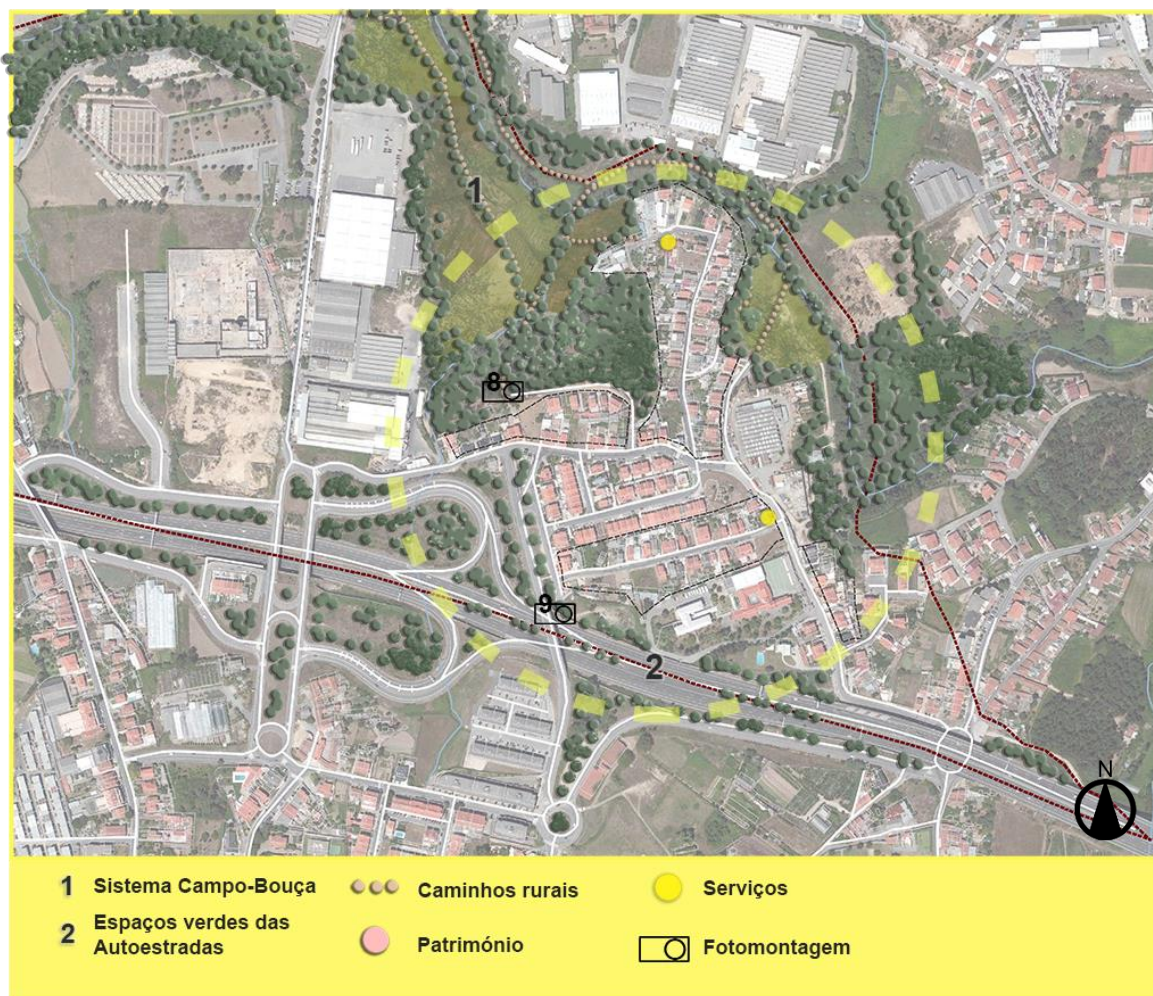 1
8
9
2
N
1 Sistema Campo-Bouça
Caminhos rurais
Serviços
2 Espaços verdes das
Autoestradas
Património
Fotomontagem